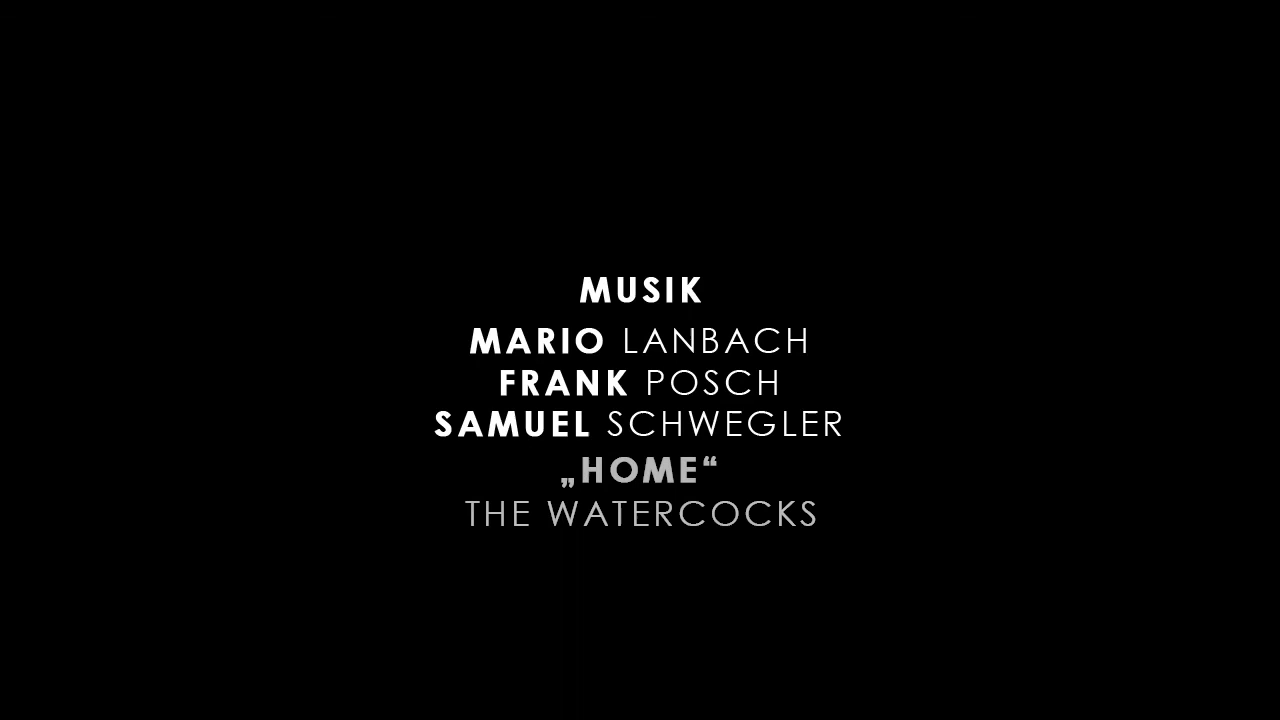 MUSIK
MARIO LANBACH
FRANK POSCH
SAMUEL SCHWEGLER
„HOME“
THE WATERCOCKS